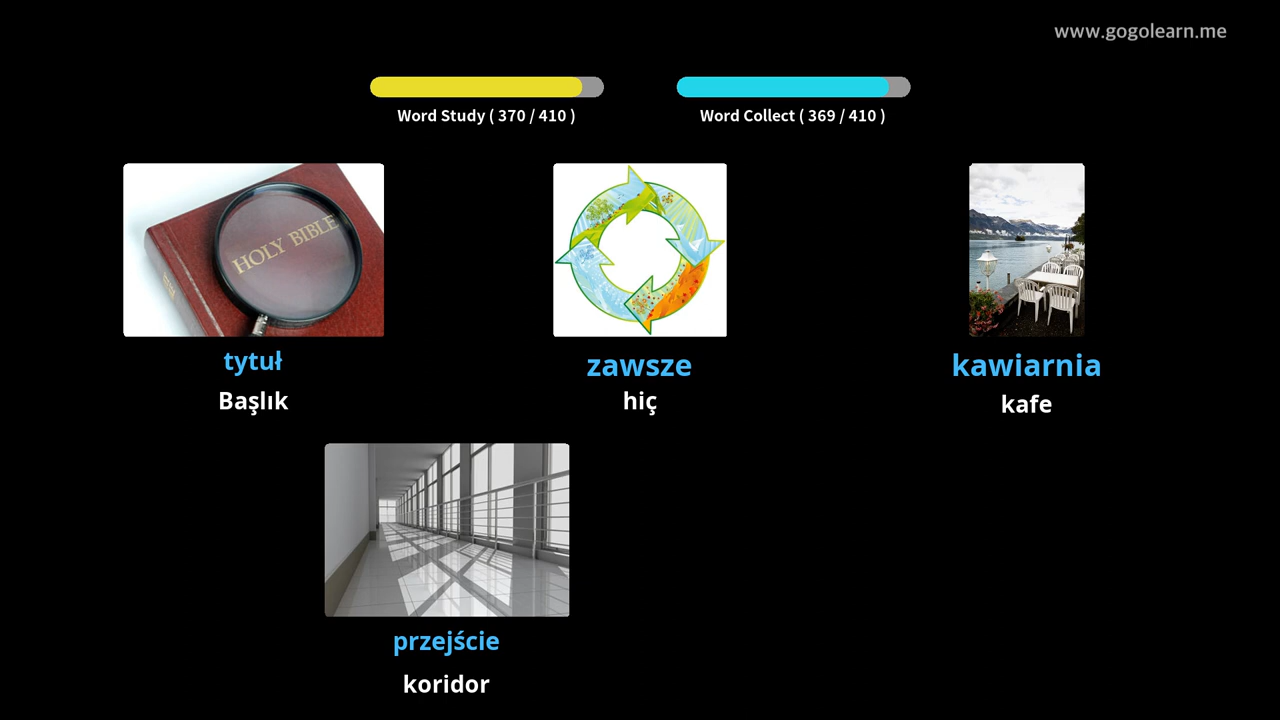 www.gogolearn.me
Word Study ( 370 / 410 )
Word Collect ( 369 / 410 )
HOLY BIBLE
tytuł
Başlık
zawsze
hiç
kawiarnia
kafe
przejście
koridor